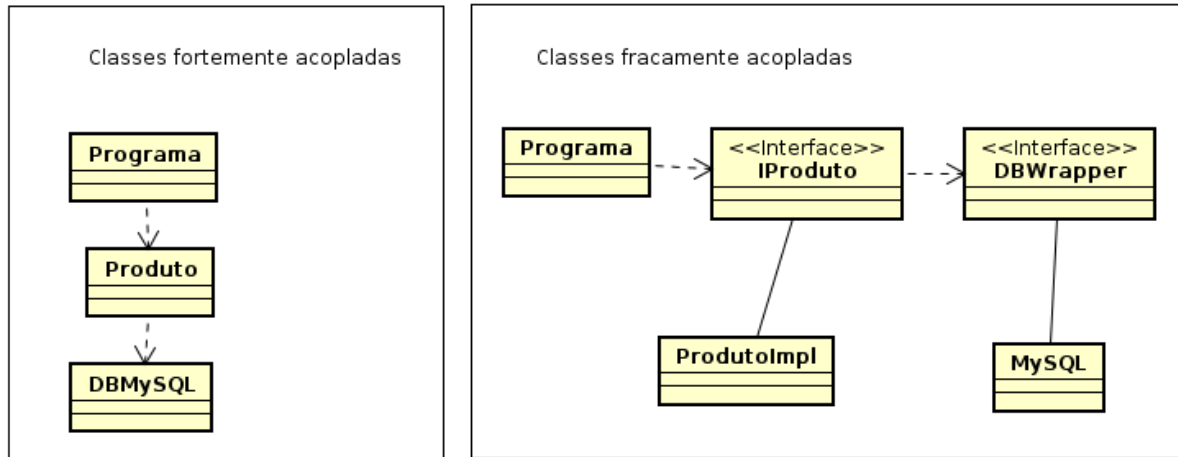 Classes fortemente acopladas
Programa
Produto
DBMySQL
Classes fracamente acopladas
Programa
<<Interface>>
IProduto
<<Interface>>
DBWrapper
ProdutoImpl
MySQL